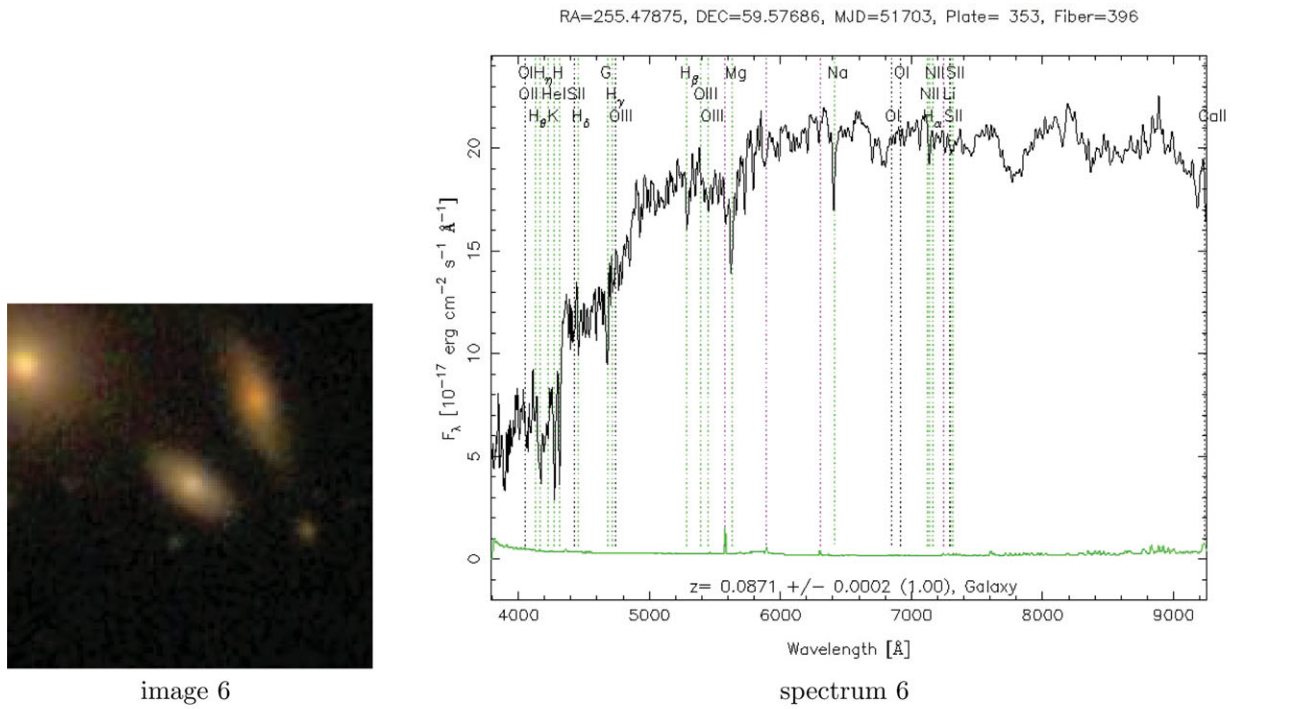 RA=255.47875, DEC=59.57686, MJD=51703, Plate= 353, Fiber=396
OI Hη H G Hβ Mg Na OI NII SII
OII HeI SII Hγ OIII NII Li
Hθ K Hδ OIII OIII OI Hα SII CaII
20
15
10
5
0
Fλ [10⁻¹⁷ erg cm⁻² s⁻¹ Å⁻¹]
z= 0.0871 +/- 0.0002 (1.00), Galaxy
4000 5000 6000 7000 8000 9000
Wavelength [Å]
image 6
spectrum 6